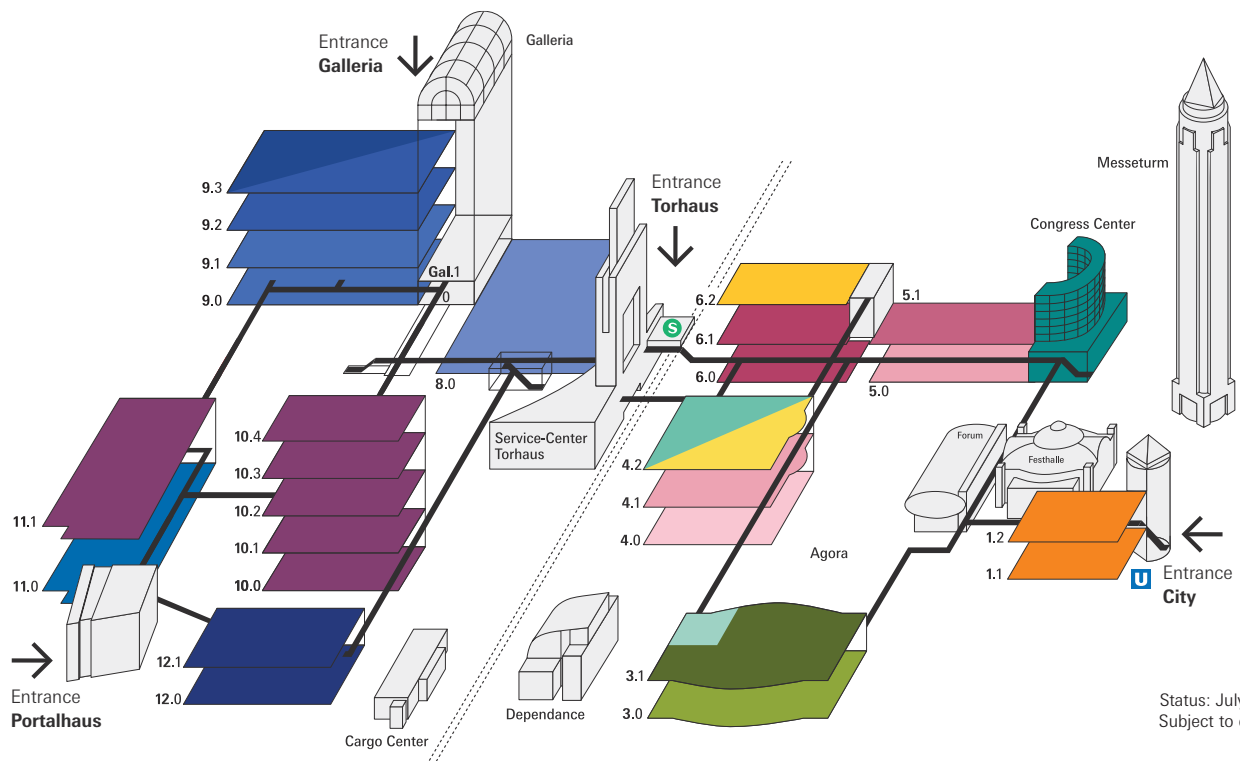 Entrance
Galleria
Galleria
Messeturm
Entrance
Torhaus
Congress Center
9.3
9.2
9.1
9.0
Gal.1
0
8.0
S
6.2
6.1
6.0
5.1
5.0
10.4
10.3
10.2
10.1
10.0
Service-Center
Torhaus
4.2
4.1
4.0
Forum
Festhalle
11.1
11.0
1.2
1.1
Agora
U
Entrance
City
12.1
12.0
Entrance
Portalhaus
Cargo Center
Dependance
3.1
3.0
Status: July
Subject to